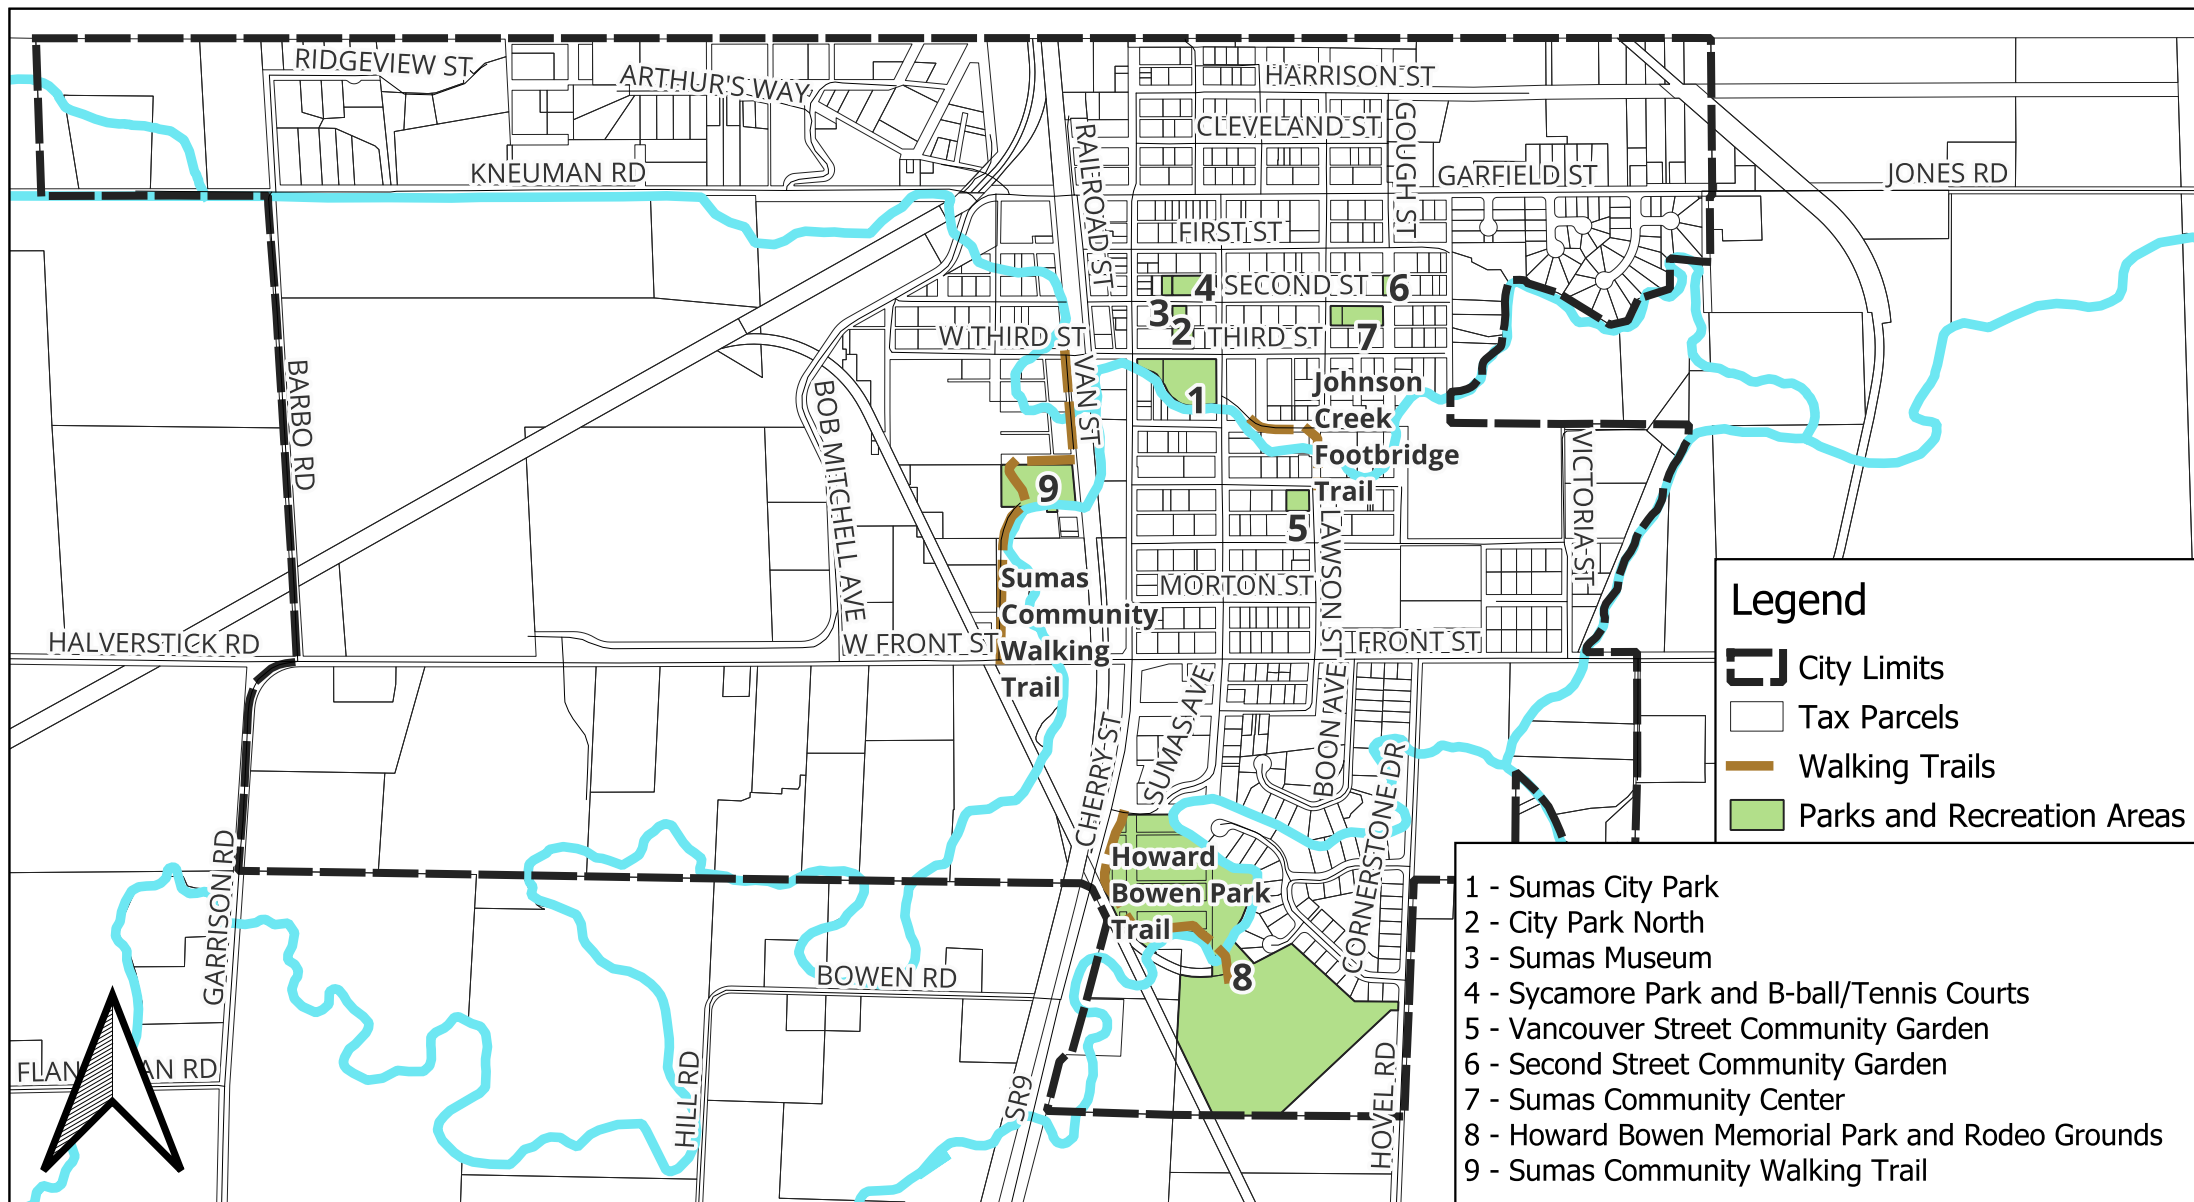 RIDGEVIEW ST
ARTHUR'S WAY
HARRISON ST
CLEVELAND ST
GOUGH ST
RAILROAD ST
KNEUMAN RD
GARFIELD ST
JONES RD
FIRST ST
4
SECOND ST
6
3
2
W THIRD ST
THIRD ST
7
VAN ST
BARBO RD
BOB MITCHELL AVE
1
Johnson
Creek
Footbridge
Trail
9
5
VICTORIA ST
LAWSON ST
Sumas
Community
Walking
Trail
MORTON ST
HALVERSTICK RD
W FRONT ST
FRONT ST
SUMAS AVE
BOON AVE
CHERRY ST
CORNERSTONE DR
GARRISON RD
Howard
Bowen Park
Trail
8
BOWEN RD
HILL RD
SR9
HOVEL RD
Legend
City Limits
Tax Parcels
Walking Trails
Parks and Recreation Areas
1 - Sumas City Park
2 - City Park North
3 - Sumas Museum
4 - Sycamore Park and B-ball/Tennis Courts
5 - Vancouver Street Community Garden
6 - Second Street Community Garden
7 - Sumas Community Center
8 - Howard Bowen Memorial Park and Rodeo Grounds
9 - Sumas Community Walking Trail